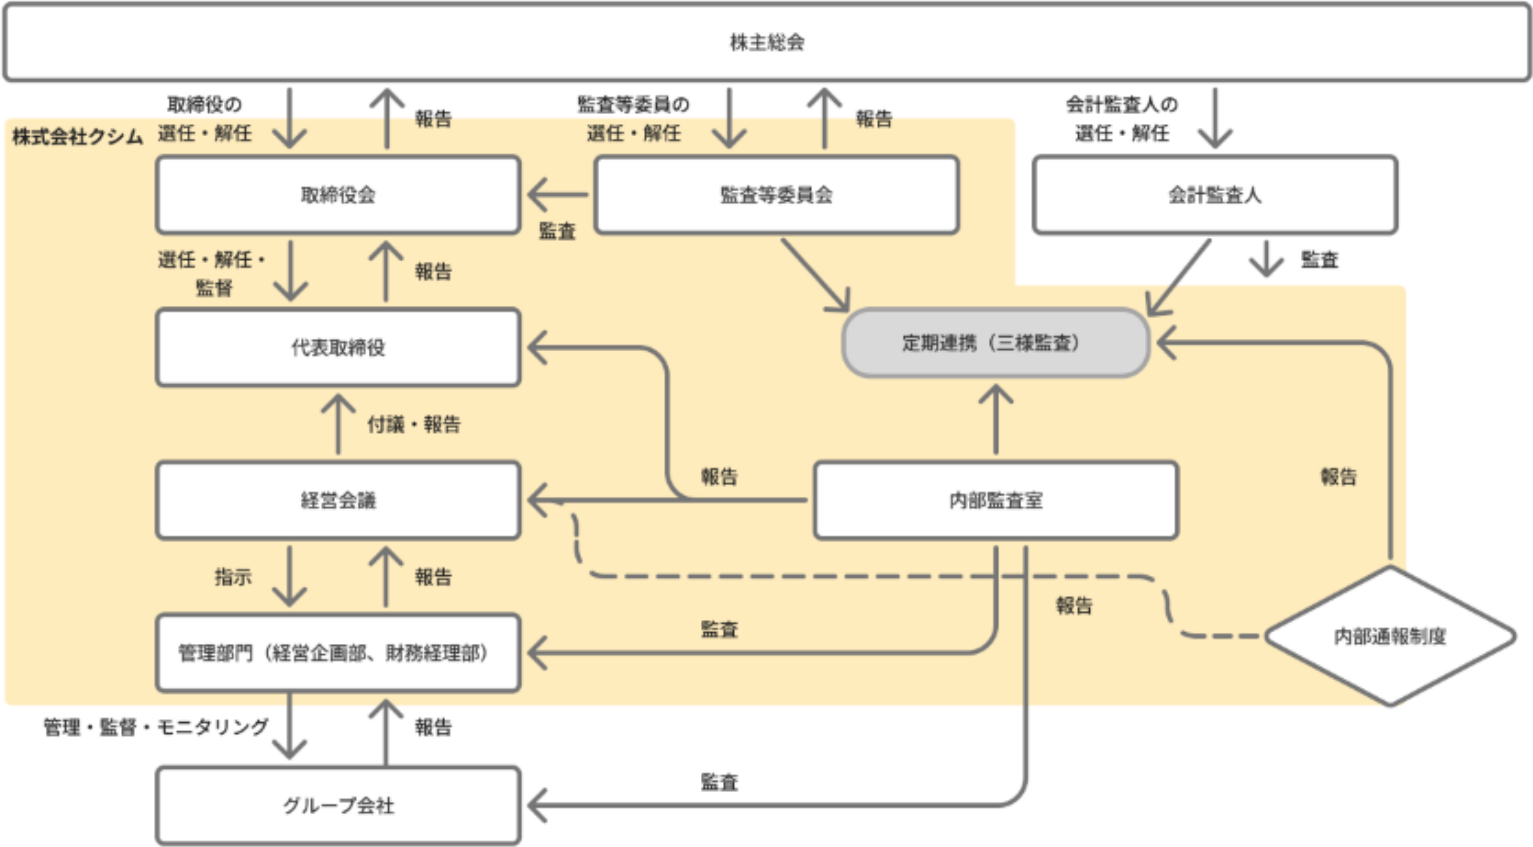 株主総会
取締役の
選任・解任
報告
監査等委員の
選任・解任
報告
会計監査人の
選任・解任
株式会社クシム
取締役会
監査
監査等委員会
会計監査人
選任・解任・
監督
報告
監査
代表取締役
定期連携（三様監査）
付議・報告
経営会議
報告
内部監査室
報告
指示
報告
報告
管理部門（経営企画部、財務経理部）
監査
内部通報制度
管理・監督・モニタリング
報告
グループ会社
監査